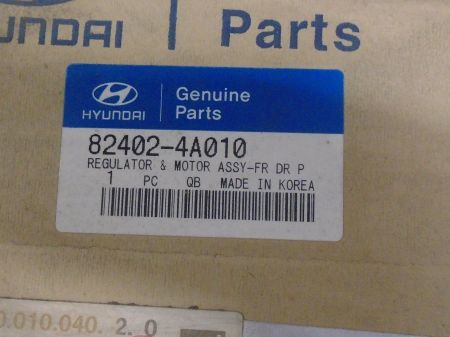 HYUNDAI Parts
HYUNDAI Genuine Parts
82402-4A010
REGULATOR & MOTOR ASSY-FR DR P
1 PC QB MADE IN KOREA
.010.040. 2.0